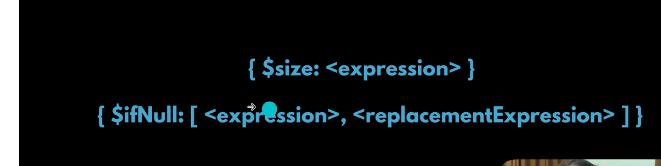 { $size: <expression> }
{ $ifNull: [ <expression>, <replacementExpression> ] }